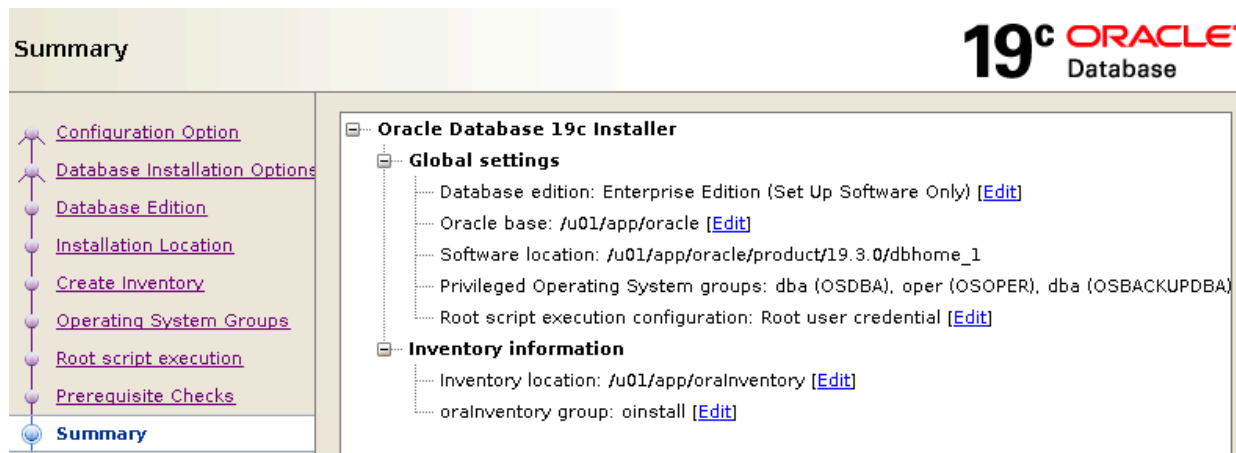 Summary
19c ORACLE
Database
Configuration Option
Database Installation Options
Database Edition
Installation Location
Create Inventory
Operating System Groups
Root script execution
Prerequisite Checks
Summary
Oracle Database 19c Installer
Global settings
Database edition: Enterprise Edition (Set Up Software Only) [Edit]
Oracle base: /u01/app/oracle [Edit]
Software location: /u01/app/oracle/product/19.3.0/dbhome_1
Privileged Operating System groups: dba (OSDBA), oper (OSOPER), dba (OSBACKUPDBA)
Root script execution configuration: Root user credential [Edit]
Inventory information
Inventory location: /u01/app/oraInventory [Edit]
oraInventory group: oinstall [Edit]